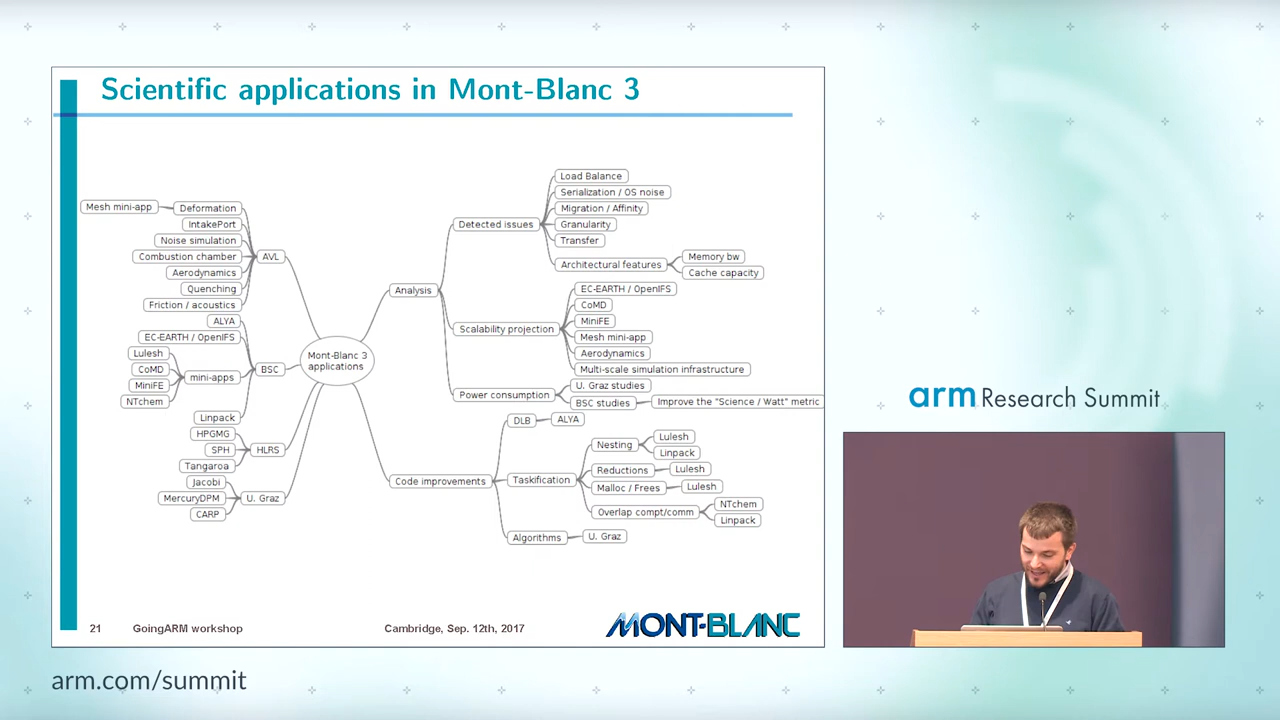 Scientific applications in Mont-Blanc 3
Mesh mini-app
Deformation
IntakePort
Noise simulation
Combustion chamber
Aerodynamics
Quenching
Friction / acoustics
AVL
ALYA
EC-EARTH / OpenIFS
Lulesh
CoMD
MiniFE
NTchem
mini-apps
Linpack
BSC
HPGMG
SPH
Tangaroa
HLRS
Jacobi
MercuryDPM
CARP
U. Graz
Mont-Blanc 3
applications
Analysis
Detected issues
Load Balance
Serialization / OS noise
Migration / Affinity
Granularity
Transfer
Architectural features
Memory bw
Cache capacity
Scalability projection
EC-EARTH / OpenIFS
CoMD
MiniFE
Mesh mini-app
Aerodynamics
Multi-scale simulation infrastructure
Power consumption
U. Graz studies
BSC studies
Improve the "Science / Watt" metric
Code improvements
DLB
ALYA
Taskification
Nesting
Lulesh
Linpack
Reductions
Lulesh
Malloc / Frees
Lulesh
Overlap compt/comm
NTchem
Linpack
Algorithms
U. Graz
21
GoingARM workshop
Cambridge, Sep. 12th, 2017
MONT-BLANC
arm Research Summit
arm.com/summit